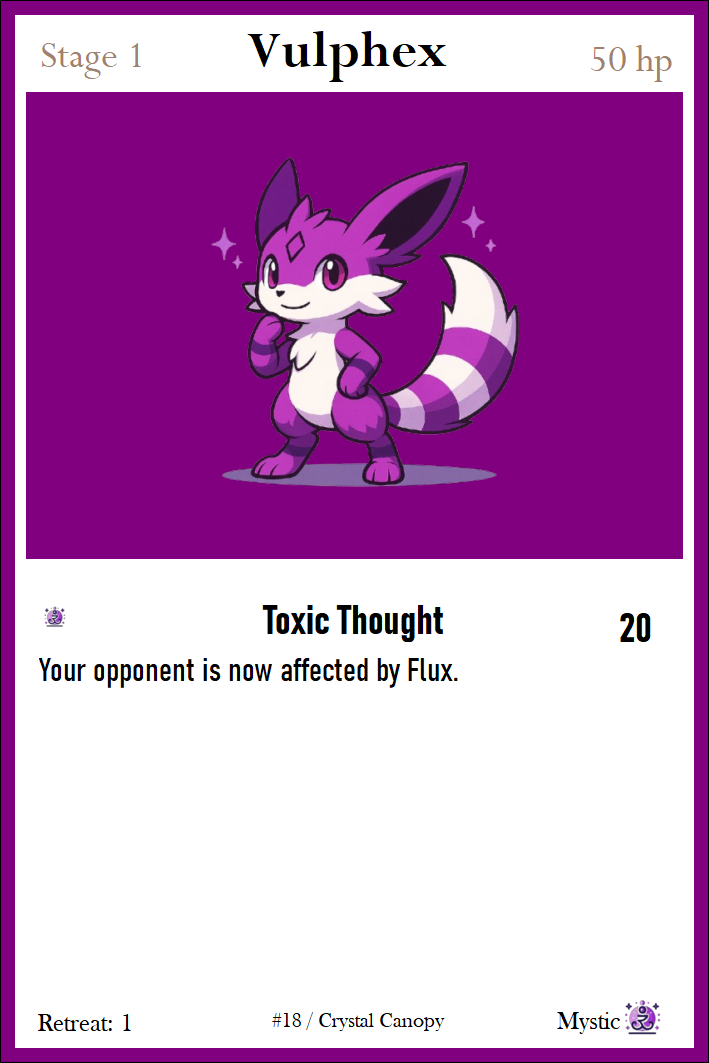 Stage 1
Vulphex
50 hp
Toxic Thought
20
Your opponent is now affected by Flux.
Retreat: 1
#18 / Crystal Canopy
Mystic